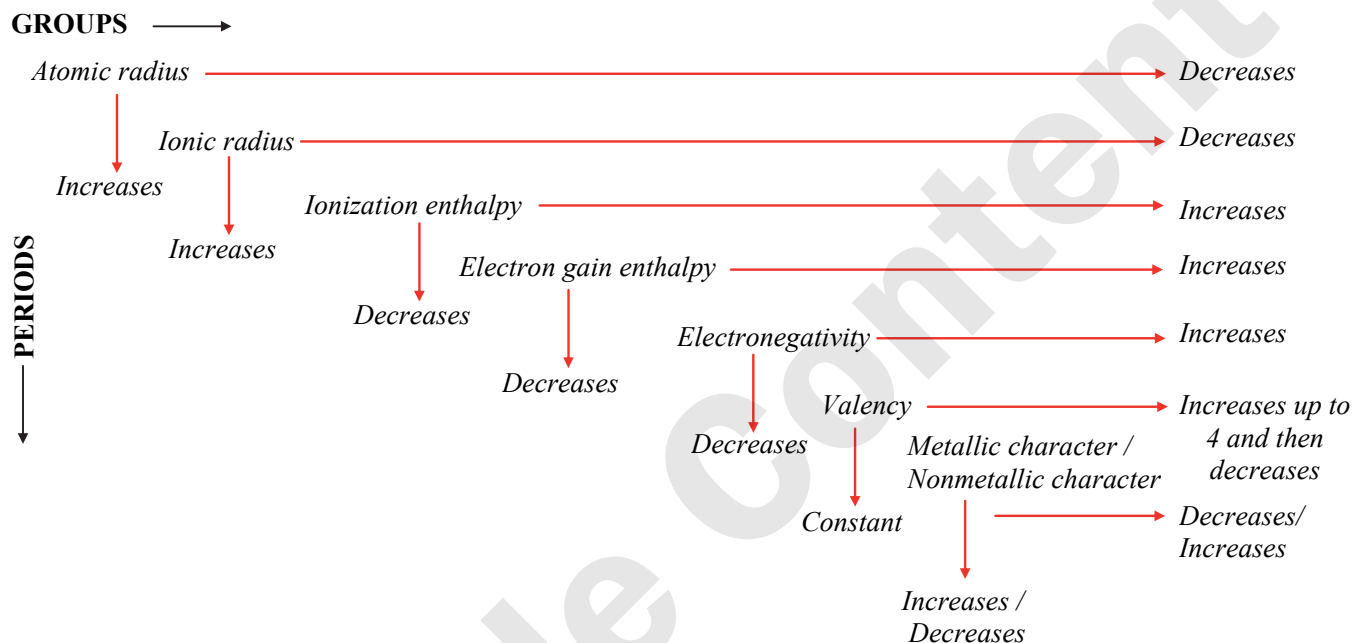 GROUPS
Atomic radius
Decreases
Ionic radius
Decreases
Increases
Ionization enthalpy
Increases
Increases
Electron gain enthalpy
Increases
Decreases
Electronegativity
Increases
Decreases
Valency
Increases up to
4 and then
decreases
Decreases
Metallic character /
Nonmetallic character
Constant
Decreases/
Increases
Increases /
Decreases
PERIODS
le Content